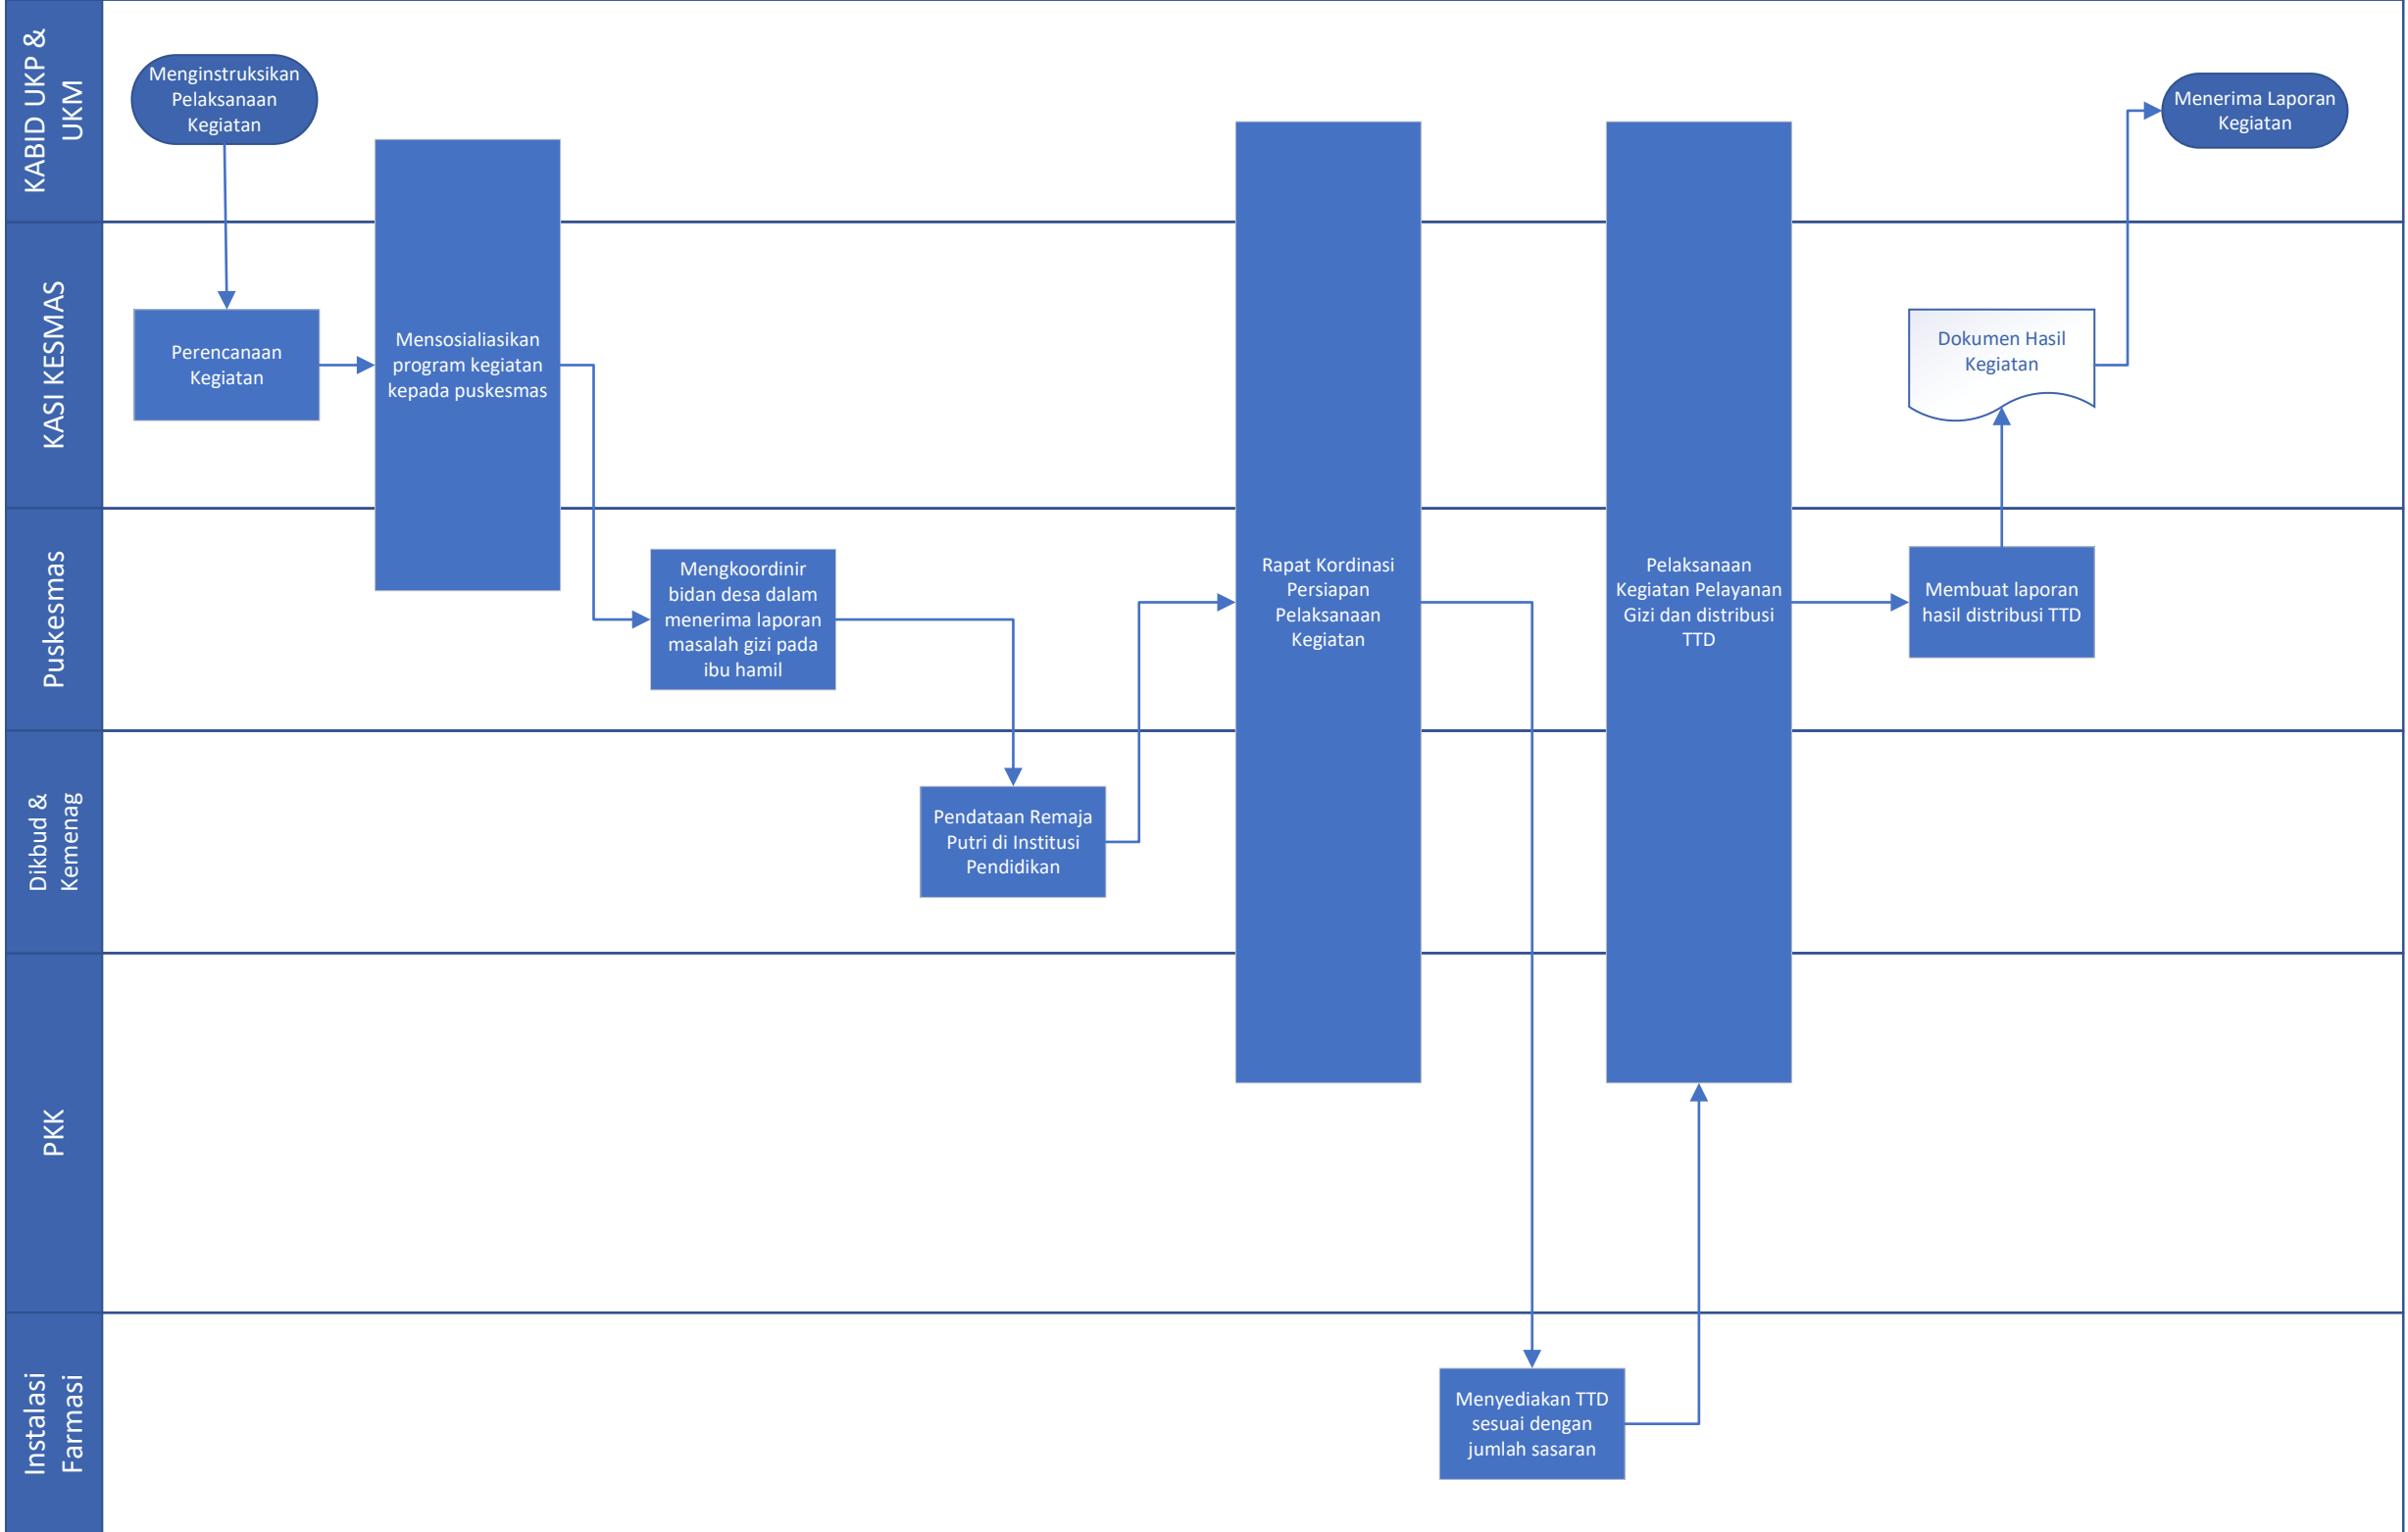 KABID UKP &
UKM
Menginstruksikan
Pelaksanaan
Kegiatan
Menerima Laporan
Kegiatan
KASI KESMAS
Perencanaan
Kegiatan
Mensosialiasikan
program kegiatan
kepada puskesmas
Dokumen Hasil
Kegiatan
Puskesmas
Mengkoordinir
bidan desa dalam
menerima laporan
masalah gizi pada
ibu hamil
Rapat Kordinasi
Persiapan
Pelaksanaan
Kegiatan
Pelaksanaan
Kegiatan Pelayanan
Gizi dan distribusi
TTD
Membuat laporan
hasil distribusi TTD
Dikbud &
Kemenag
Pendataan Remaja
Putri di Institusi
Pendidikan
PKK
Instalasi
Farmasi
Menyediakan TTD
sesuai dengan
jumlah sasaran